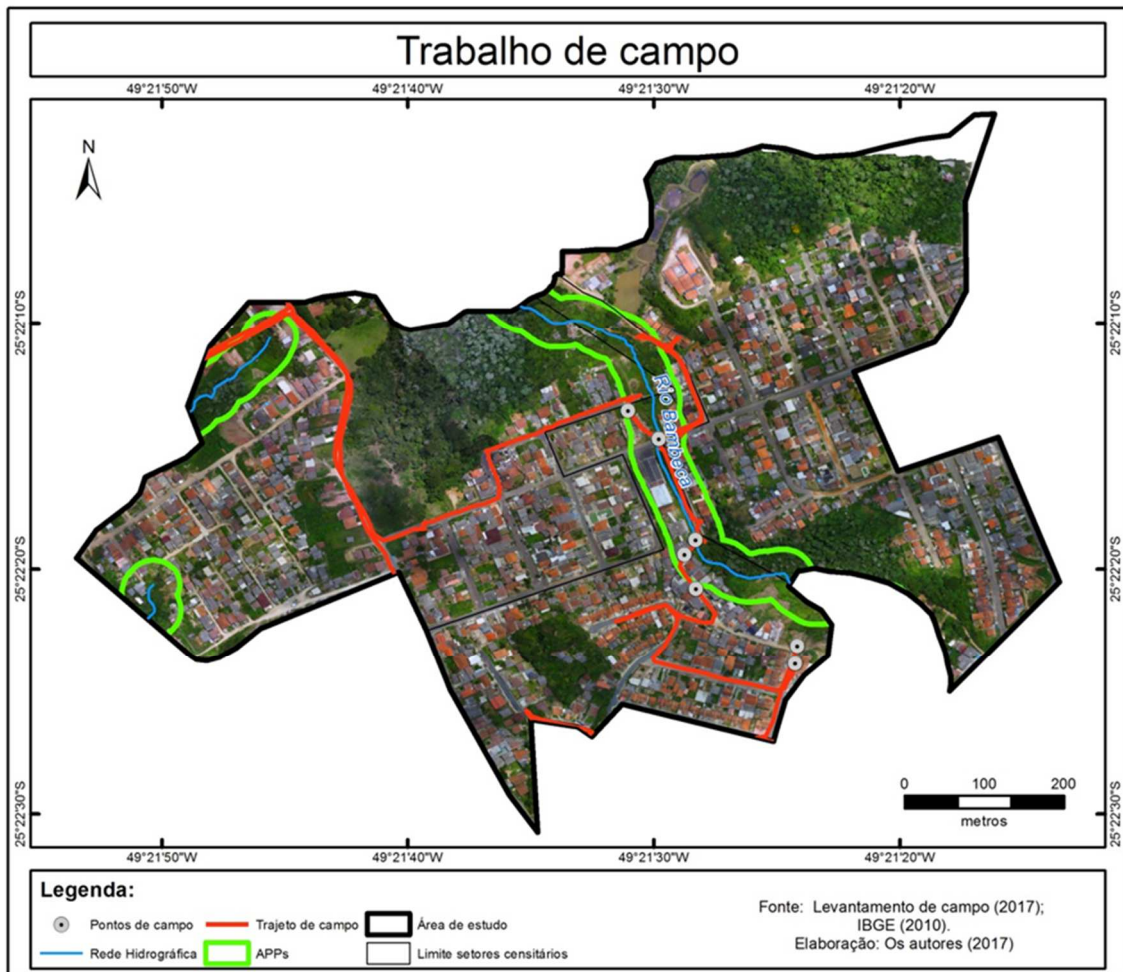 Trabalho de campo
49°21'50"W 49°21'40"W 49°21'30"W 49°21'20"W
N
25°22'10"S 25°22'10"S
Rio Bambeca
25°22'20"S 25°22'20"S
0 100 200
metros
25°22'30"S 25°22'30"S
49°21'50"W 49°21'40"W 49°21'30"W 49°21'20"W
Legenda:
Pontos de campo Trajeto de campo Área de estudo
Rede Hidrográfica APPs Limite setores censitários
Fonte: Levantamento de campo (2017);
IBGE (2010).
Elaboração: Os autores (2017)